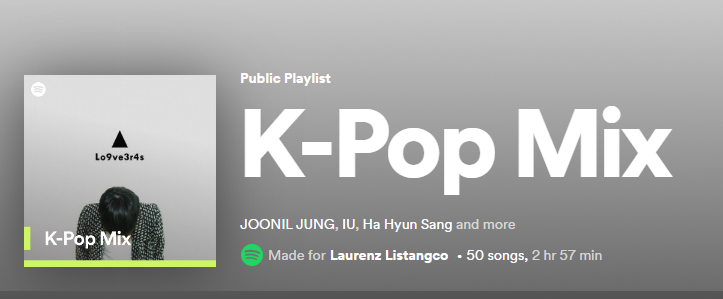 Public Playlist
K-Pop Mix
Lo9ve3r4s
K-Pop Mix
JOONIL JUNG, IU, Ha Hyun Sang and more
Made for Laurenz Listangco • 50 songs, 2 hr 57 min